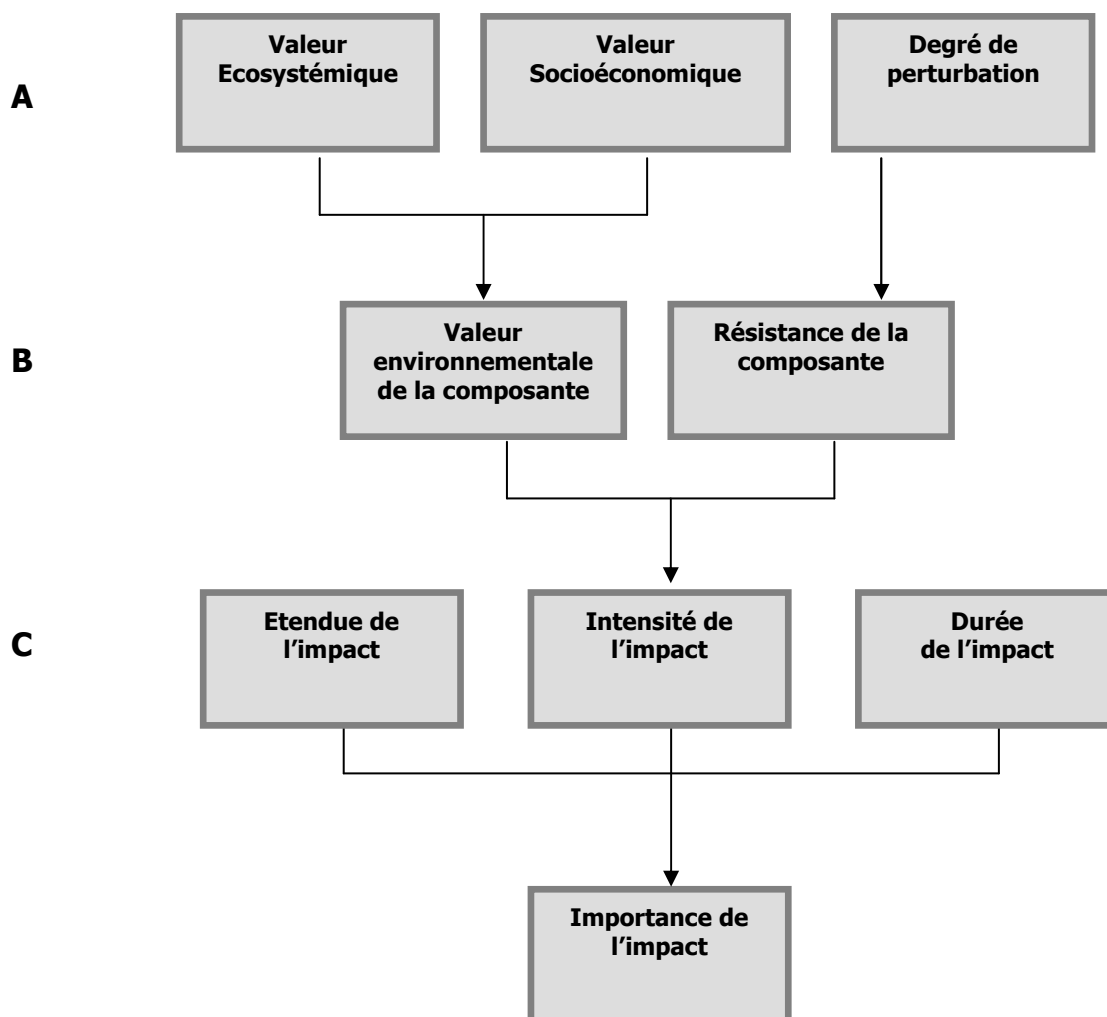 A
Valeur
Ecosystémique
Valeur
Socioéconomique
Degré de
perturbation
B
Valeur
environnementale
de la composante
Résistance de la
composante
C
Etendue de
l’impact
Intensité de
l’impact
Durée
de l’impact
Importance de
l’impact